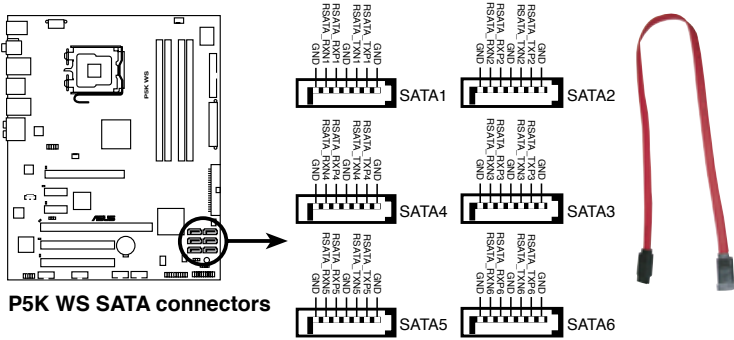 GND
RSATA_RXN1
RSATA_RXP1
GND
RSATA_TXN1
RSATA_TXP1
GND
SATA1
GND
RSATA_RXN2
RSATA_RXP2
GND
RSATA_TXN2
RSATA_TXP2
GND
SATA2
P5K WS
GND
RSATA_RXN4
RSATA_RXP4
GND
RSATA_TXN4
RSATA_TXP4
GND
SATA4
GND
RSATA_RXN3
RSATA_RXP3
GND
RSATA_TXN3
RSATA_TXP3
GND
SATA3
ASUS
GND
RSATA_RXN5
RSATA_RXP5
GND
RSATA_TXN5
RSATA_TXP5
GND
SATA5
GND
RSATA_RXN6
RSATA_RXP6
GND
RSATA_TXN6
RSATA_TXP6
GND
SATA6
P5K WS SATA connectors